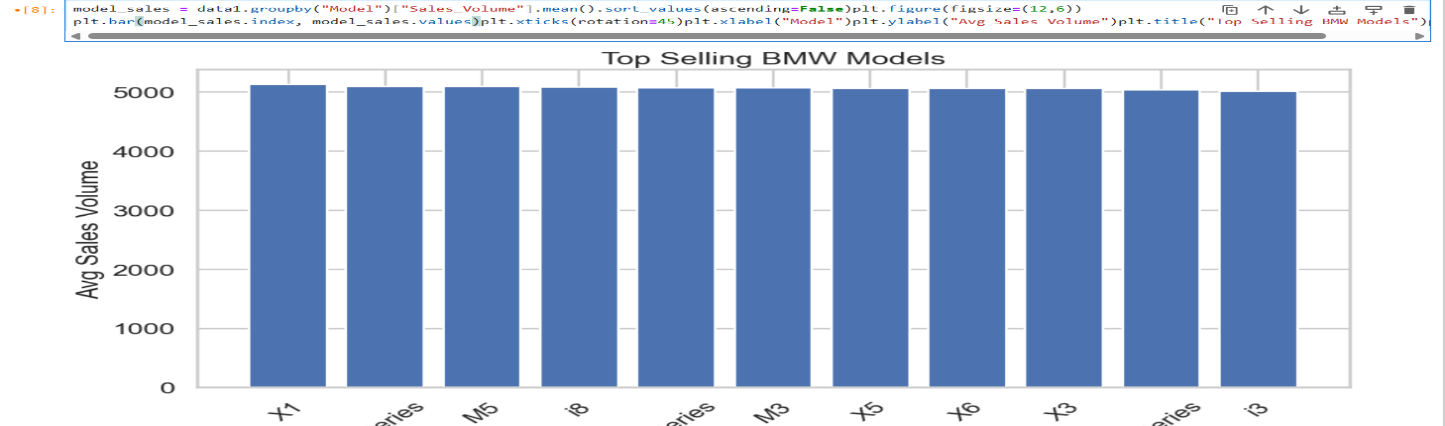 [8]:
model_sales = data1.groupby("Model")["Sales_Volume"].mean().sort_values(ascending=False)plt.figure(figsize=(12,6))
plt.bar(model_sales.index, model_sales.values)plt.xticks(rotation=45)plt.xlabel("Model")plt.ylabel("Avg Sales Volume")plt.title("Top Selling BMW Models")
Top Selling BMW Models
5000
4000
3000
2000
1000
0
Avg Sales Volume
X1 eries M5 i8 eries M3 X5 X6 X3 eries i3